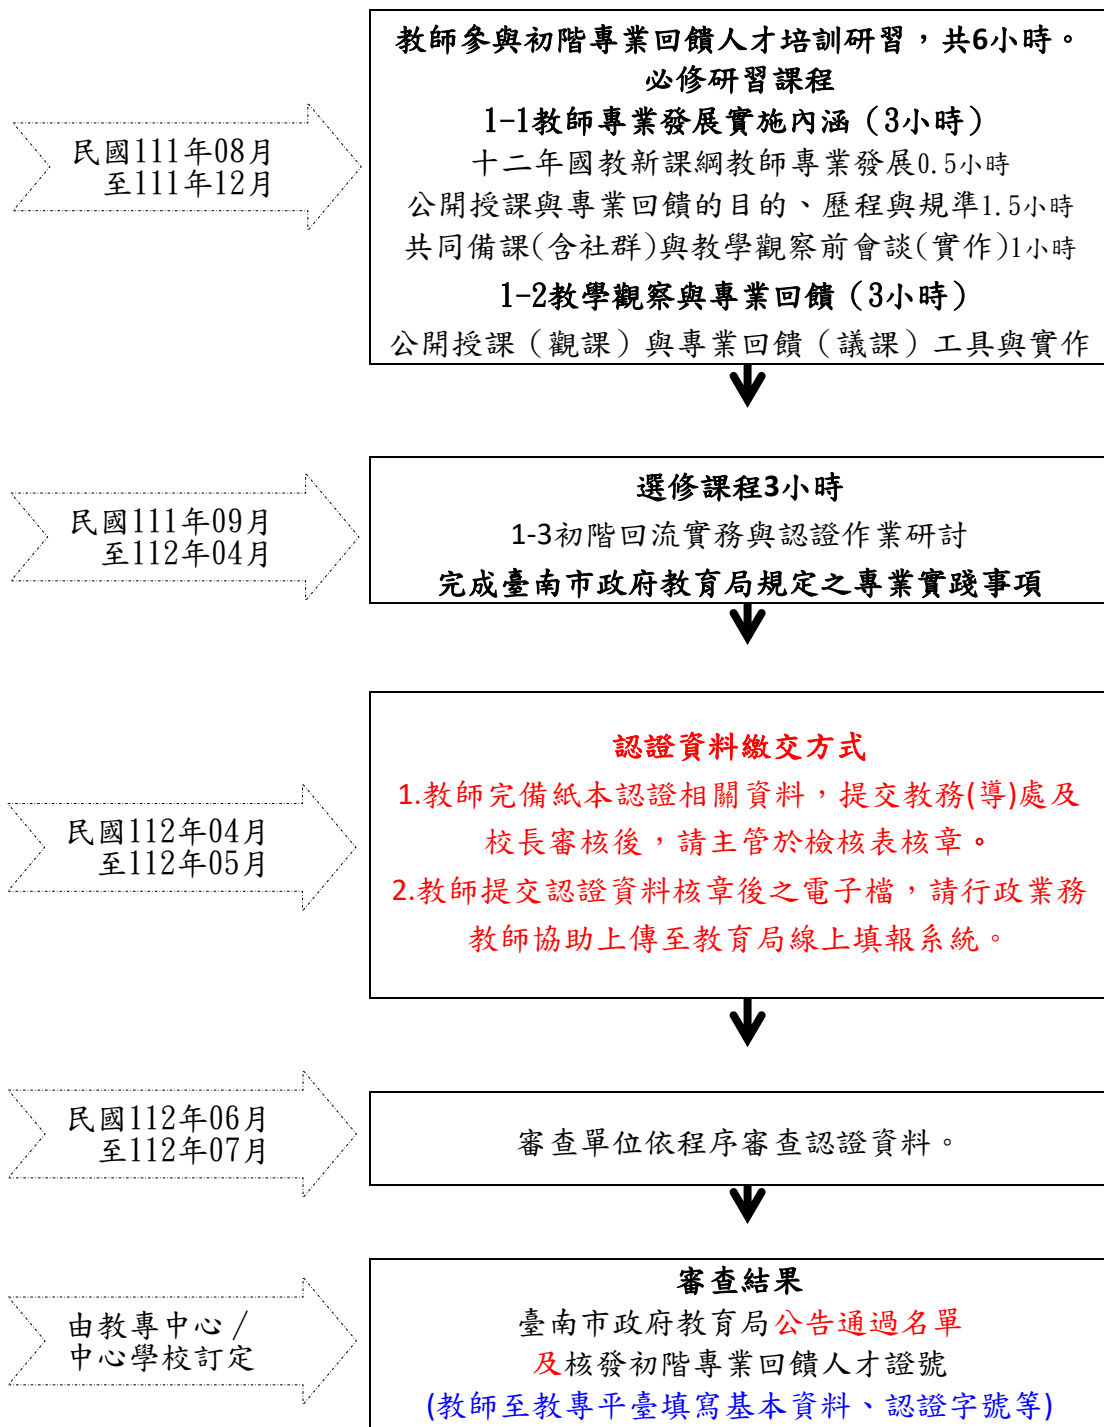 民國111年08月
至111年12月
教師參與初階專業回饋人才培訓研習，共6小時。
必修研習課程
1-1教師專業發展實施內涵（3小時）
十二年國教新課綱教師專業發展0.5小時
公開授課與專業回饋的目的、歷程與規準1.5小時
共同備課(含社群)與教學觀察前會談(實作)1小時
1-2教學觀察與專業回饋（3小時）
公開授課（觀課）與專業回饋（議課）工具與實作
民國111年09月
至112年04月
選修課程3小時
1-3初階回流實務與認證作業研討
完成臺南市政府教育局規定之專業實踐事項
民國112年04月
至112年05月
認證資料繳交方式
1.教師完備紙本認證相關資料，提交教務(導)處及
校長審核後，請主管於檢核表核章。
2.教師提交認證資料核章後之電子檔，請行政業務
教師協助上傳至教育局線上填報系統。
民國112年06月
至112年07月
審查單位依程序審查認證資料。
由教專中心/
中心學校訂定
審查結果
臺南市政府教育局公告通過名單
及核發初階專業回饋人才證號
(教師至教專平臺填寫基本資料、認證字號等)